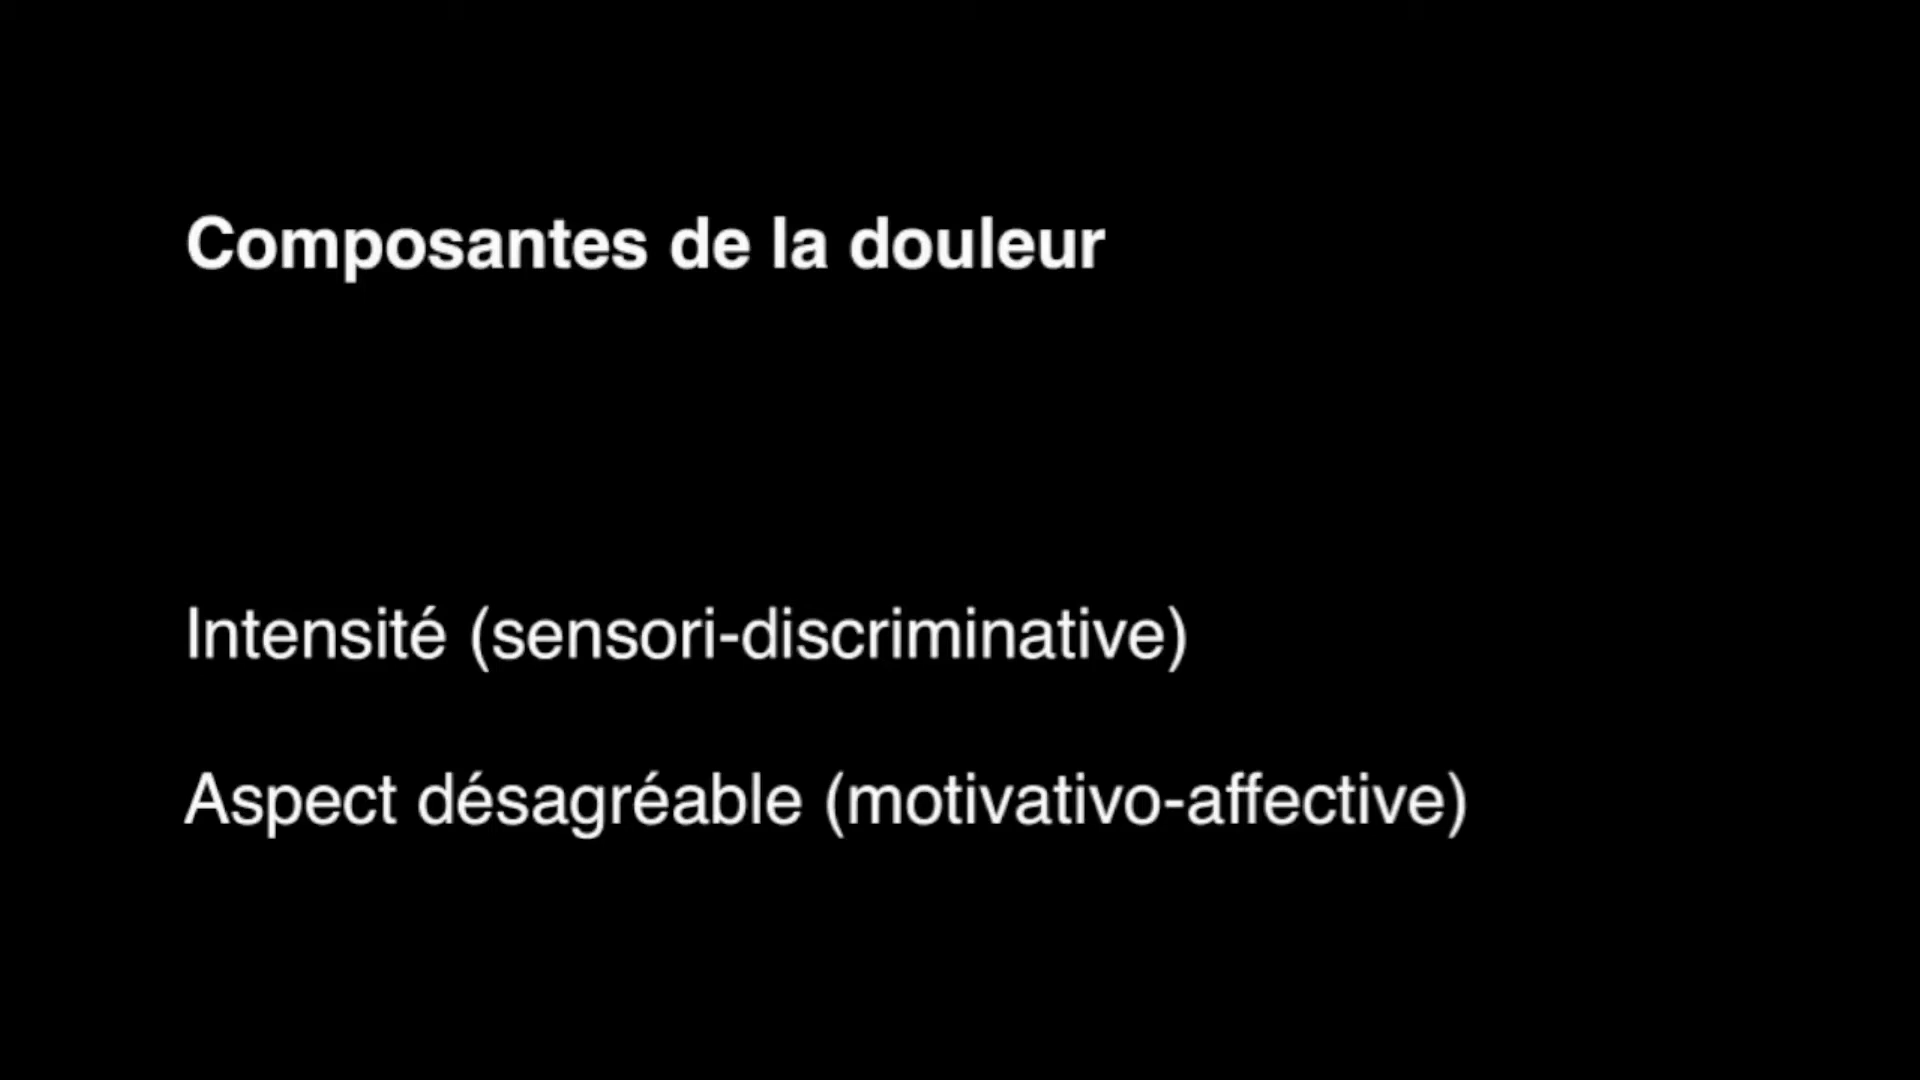 Composantes de la douleur
Intensité (sensori-discriminative)
Aspect désagréable (motivativo-affective)